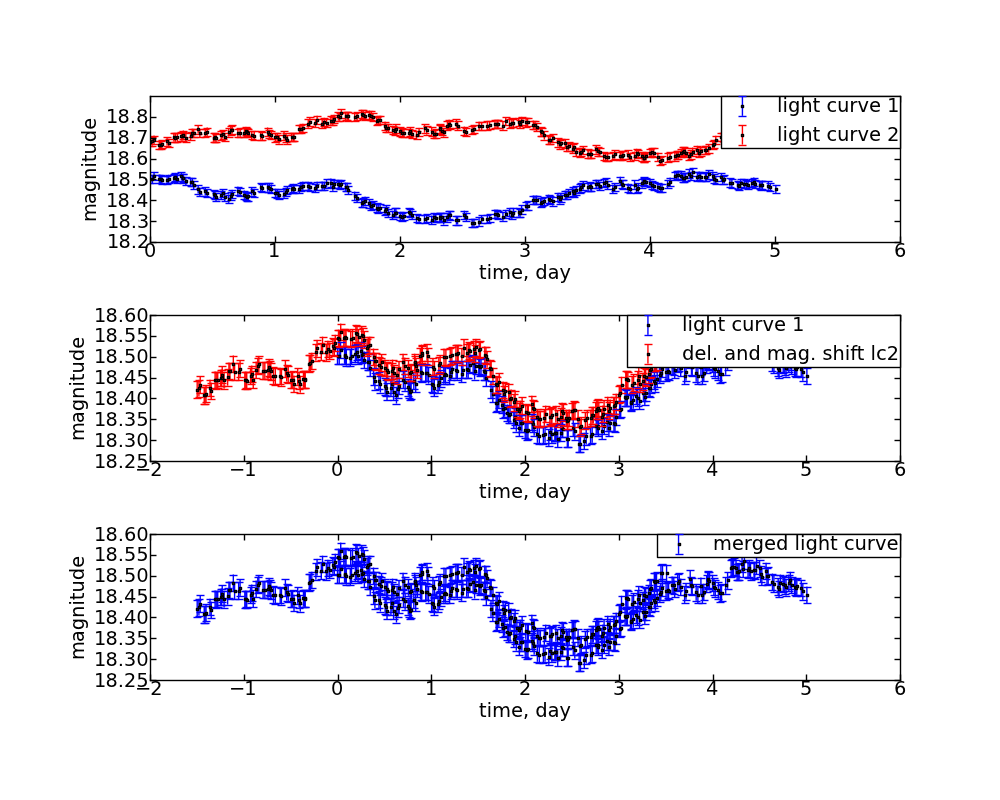 18.8
18.7
18.6
18.5
18.4
18.3
18.2
magnitude
light curve 1
light curve 2
0 1 2 3 4 5 6
time, day
18.60
18.55
18.50
18.45
18.40
18.35
18.30
18.25
magnitude
light curve 1
del. and mag. shift lc2
−2 −1 0 1 2 3 4 5 6
time, day
18.60
18.55
18.50
18.45
18.40
18.35
18.30
18.25
magnitude
merged light curve
−2 −1 0 1 2 3 4 5 6
time, day